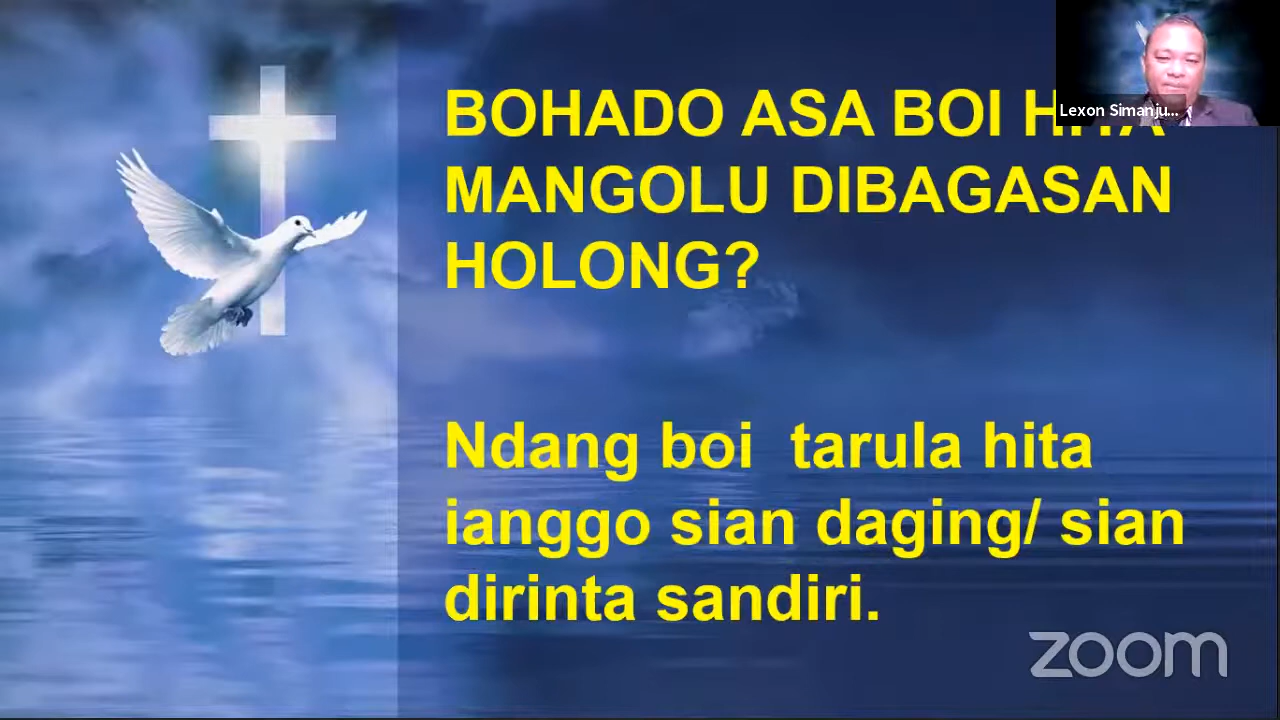 BOHADO ASA BOI
MANGOLU DIBAGASAN
HOLONG?
Ndang boi tarula hita
ianggo sian daging/ sian
dirinta sandiri.
Lexon Simanju...
zoom